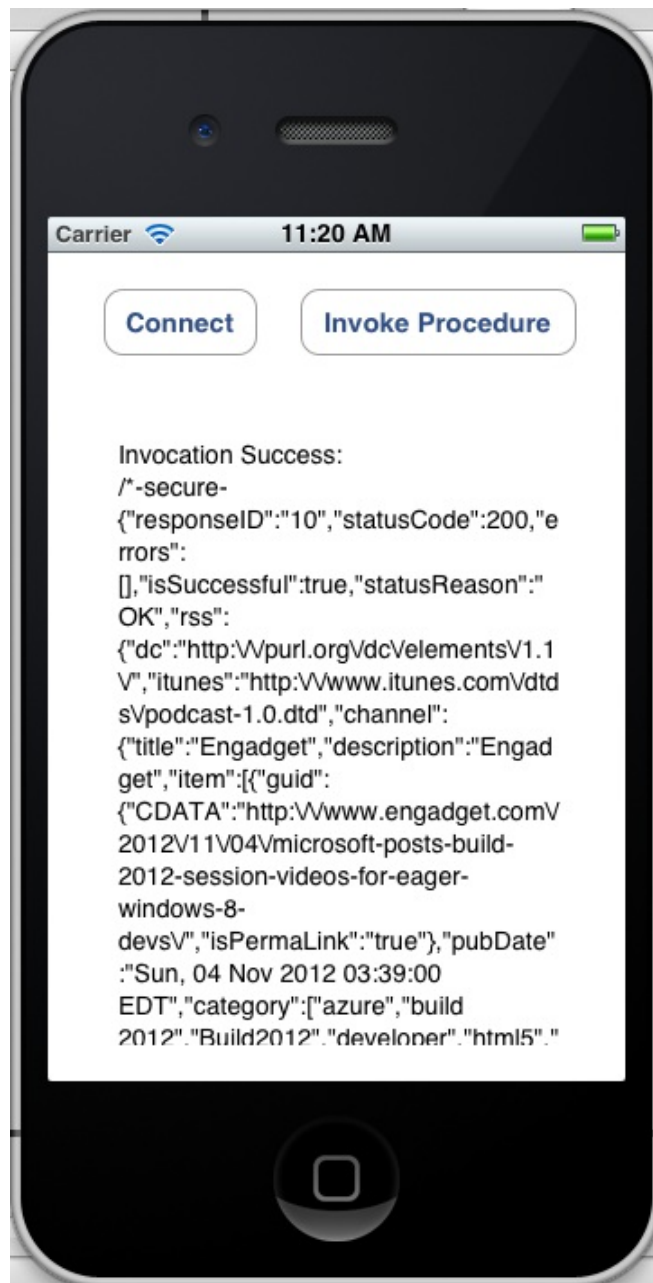 Carrier 11:20 AM
Connect Invoke Procedure
Invocation Success:
/*-secure-
{"responseID":"10","statusCode":200,"e
rrors":
[],"isSuccessful":true,"statusReason":"
OK","rss":
{"dc":"http:\/\/purl.org\/dc\/elements\/1.1
\/","itunes":"http:\/\/www.itunes.com\/dtd
s\/podcast-1.0.dtd","channel":
{"title":"Engadget","description":"Engad
get","item":[{"guid":
{"CDATA":"http:\/\/www.engadget.com\/
2012\/11\/04\/microsoft-posts-build-
2012-session-videos-for-eager-
windows-8-
devs\/","isPermaLink":"true"},"pubDate"
:"Sun, 04 Nov 2012 03:39:00
EDT","category":["azure","build
2012","Build2012","developer","html5","